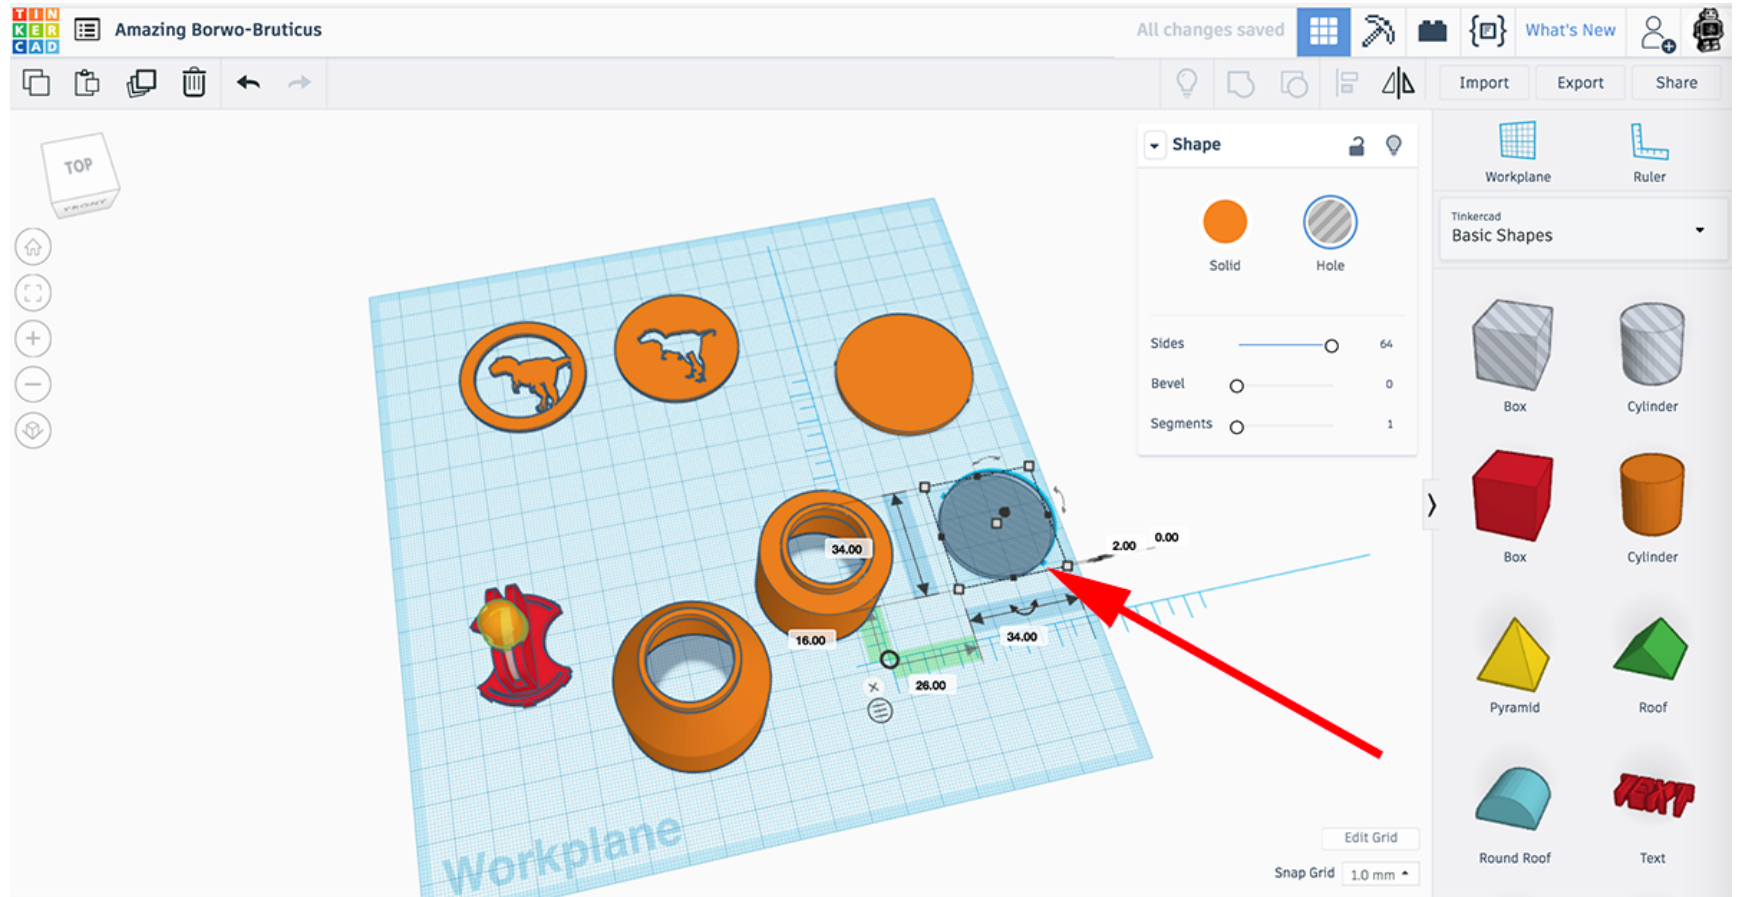 TIN
KER
CAD
Amazing Borwo-Bruticus
All changes saved
What's New
Import
Export
Share
TOP
FRONT
Shape
Solid
Hole
Sides
64
Bevel
0
Segments
1
Workplane
Ruler
Tinkercad
Basic Shapes
Box
Cylinder
Box
Cylinder
Pyramid
Roof
Round Roof
Text
TEXT
34.00
2.00
0.00
16.00
34.00
26.00
Workplane
Edit Grid
Snap Grid
1.0 mm